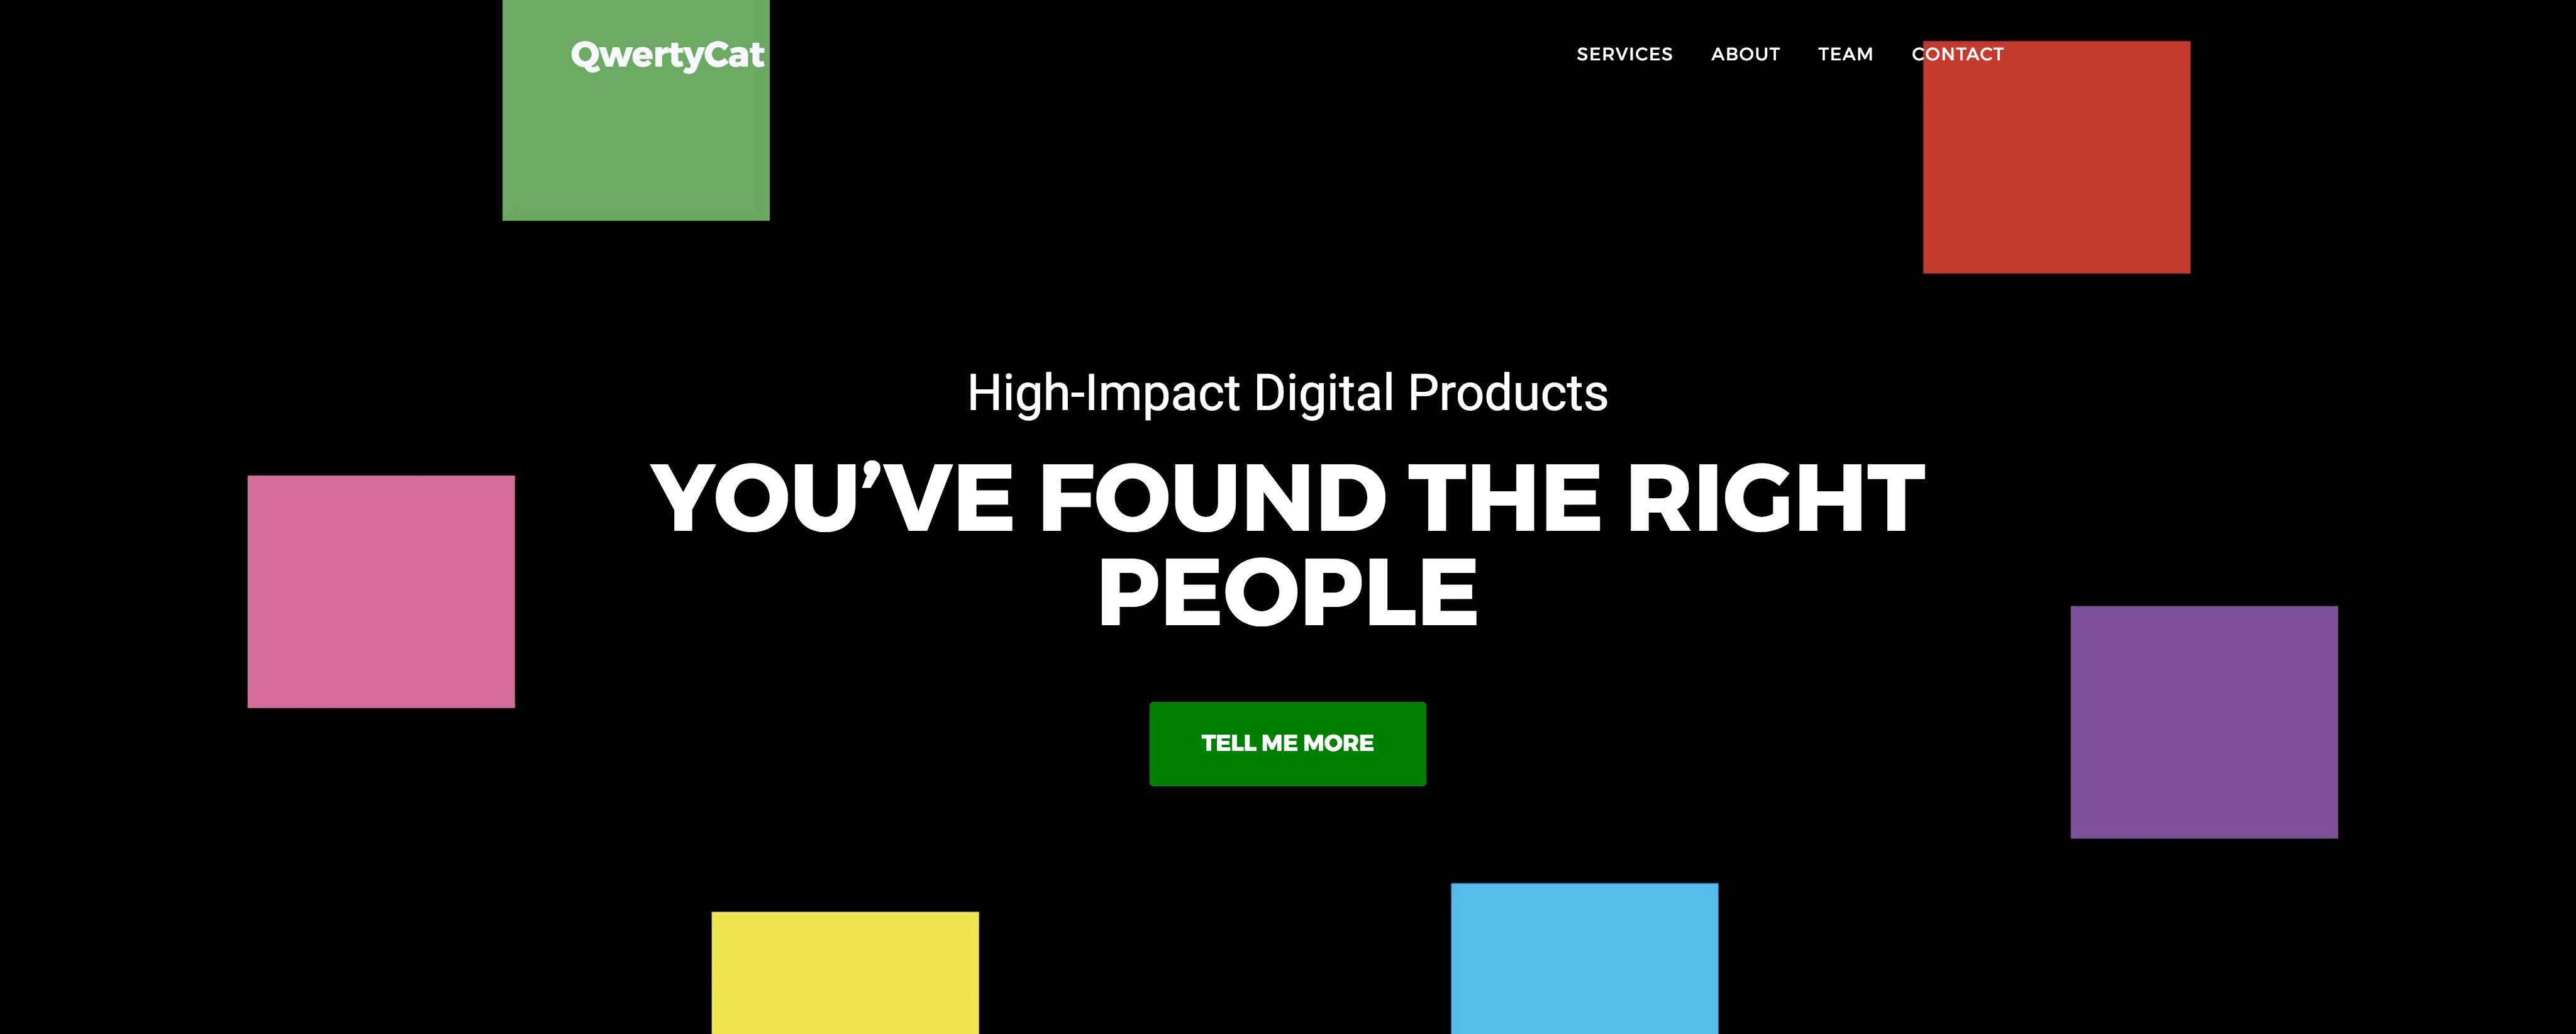 QwertyCat
SERVICES ABOUT TEAM CONTACT
High-Impact Digital Products
YOU’VE FOUND THE RIGHT
PEOPLE
TELL ME MORE